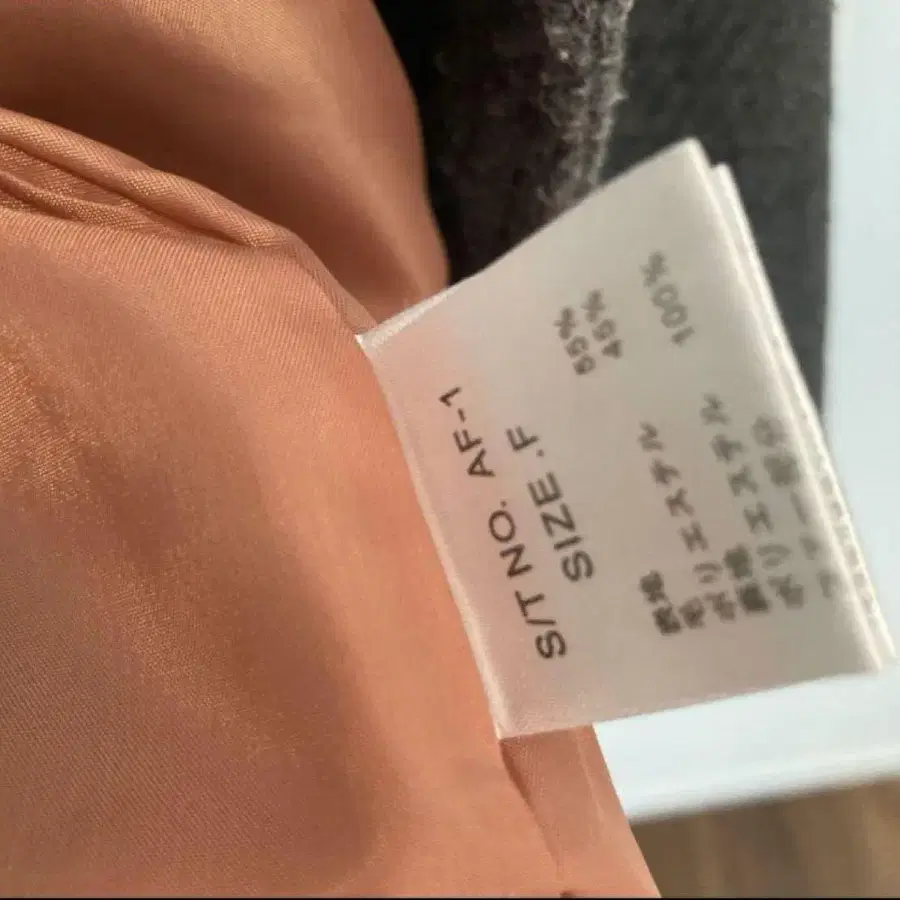 S/T NO. AF-1
SIZE .F
表地
毛 55%
ポリエステル 45%
裏地
ポリエステル 100%